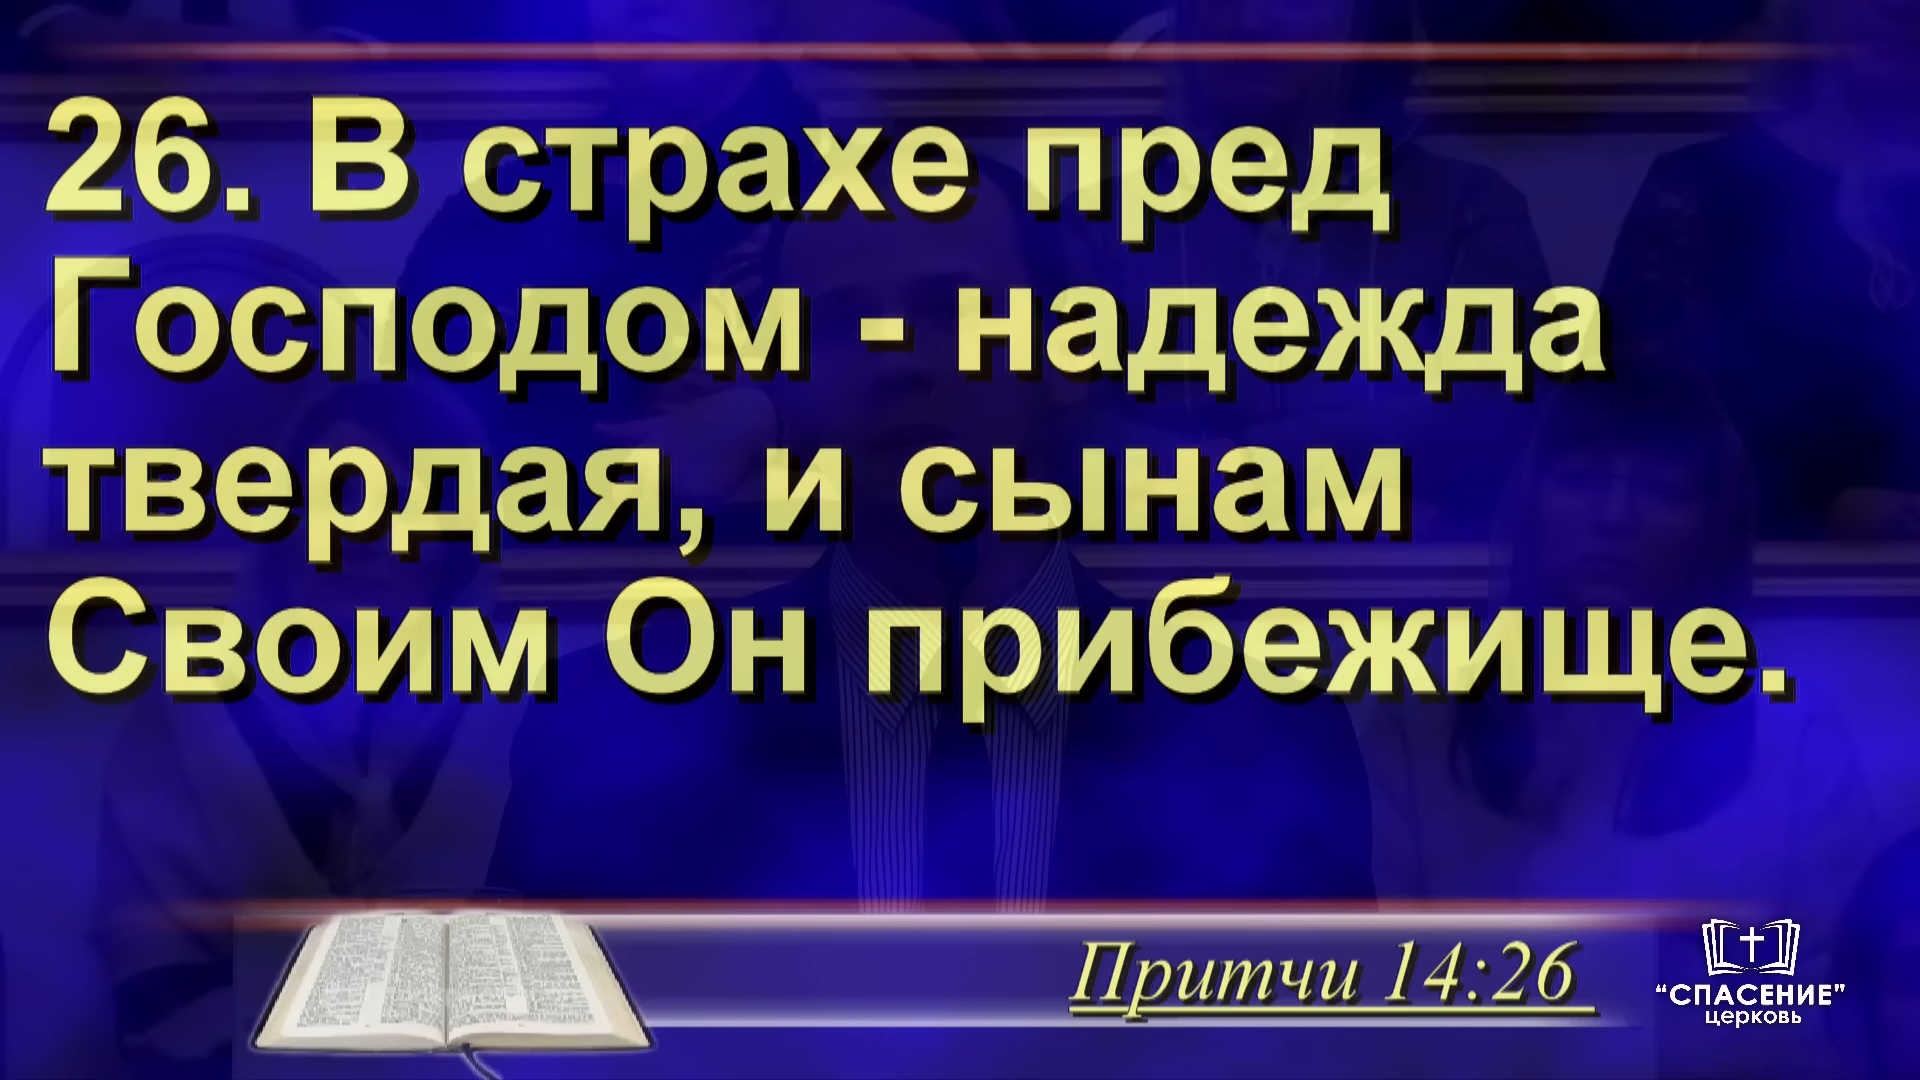 26. В страхе пред
Господом - надежда
твердая, и сынам
Своим Он прибежище.
Притчи 14:26
“СПАСЕНИЕ”
церковь